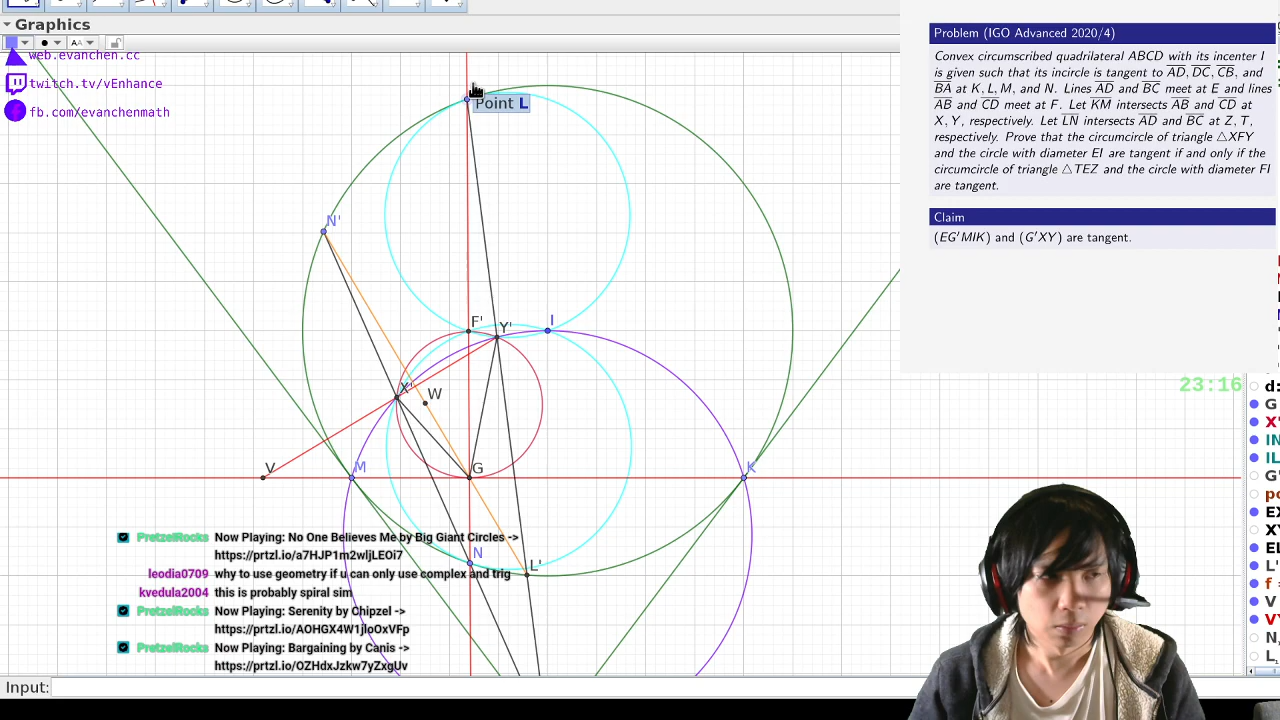 Graphics
AA
web.evanchen.cc
twitch.tv/vEnhance
fb.com/evanchenmath
Problem (IGO Advanced 2020/4)
Convex circumscribed quadrilateral ABCD with its incenter I
is given such that its incircle is tangent to AD, DC, CB, and
BA at K, L, M, and N. Lines AD and BC meet at E and lines
AB and CD meet at F. Let KM intersects AB and CD at
X, Y, respectively. Let LN intersects AD and BC at Z, T,
respectively. Prove that the circumcircle of triangle △XFY
and the circle with diameter EI are tangent if and only if the
circumcircle of triangle △TEZ and the circle with diameter FI
are tangent.
Claim
(EG′MIK) and (G′XY) are tangent.
Point L
N'
F'
Y'
I
X'
W
V
M
G
K
N
L'
23:16
PretzelRocks Now Playing: No One Believes Me by Big Giant Circles ->
https://prtzl.io/a7HJP1m2wljLEOi7
leodia0709 why to use geometry if u can only use complex and trig
kvedula2004 this is probably spiral sim
PretzelRocks Now Playing: Serenity by Chipzel ->
https://prtzl.io/AOHGX4W1jloOxVFp
PretzelRocks Now Playing: Bargaining by Canis ->
https://prtzl.io/OZHdxJzkw7yZxgUv
d:
G
X'
IN
IL
G'
po
EX
XY
EL
L'
f =
V
VY
N,
L,
Input: